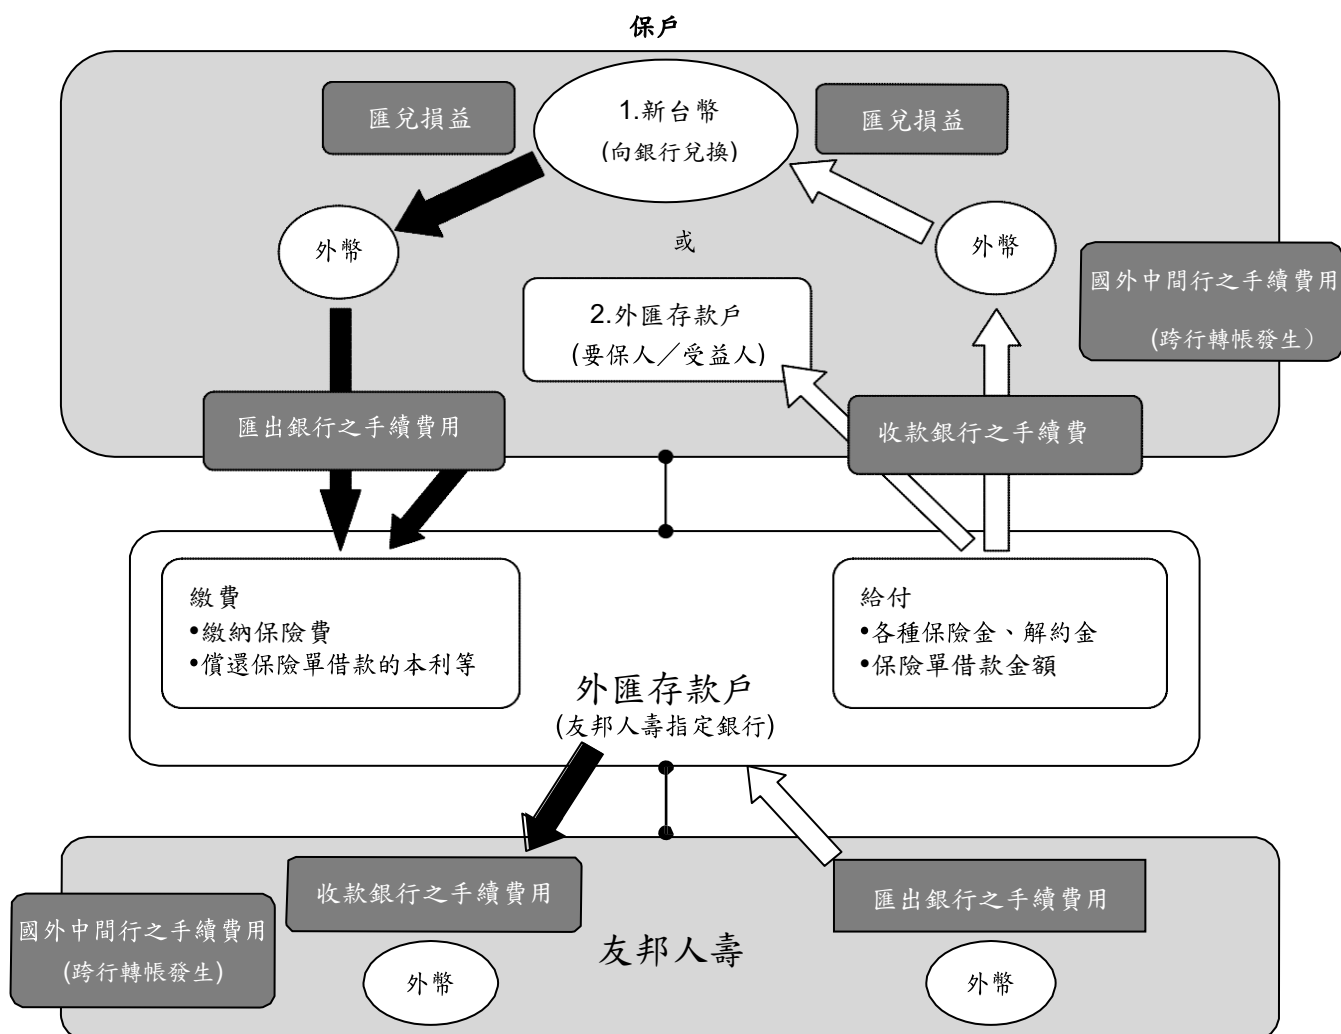 保戶
匯兌損益
1.新台幣
(向銀行兌換)
匯兌損益
外幣
或
外幣
國外中間行之手續費用
(跨行轉帳發生）
2.外匯存款戶
(要保人／受益人)
匯出銀行之手續費用
收款銀行之手續費
繳費
•繳納保險費
•償還保險單借款的本利等
給付
•各種保險金、解約金
•保險單借款金額
外匯存款戶
(友邦人壽指定銀行)
收款銀行之手續費用
匯出銀行之手續費用
國外中間行之手續費用
(跨行轉帳發生)
友邦人壽
外幣
外幣